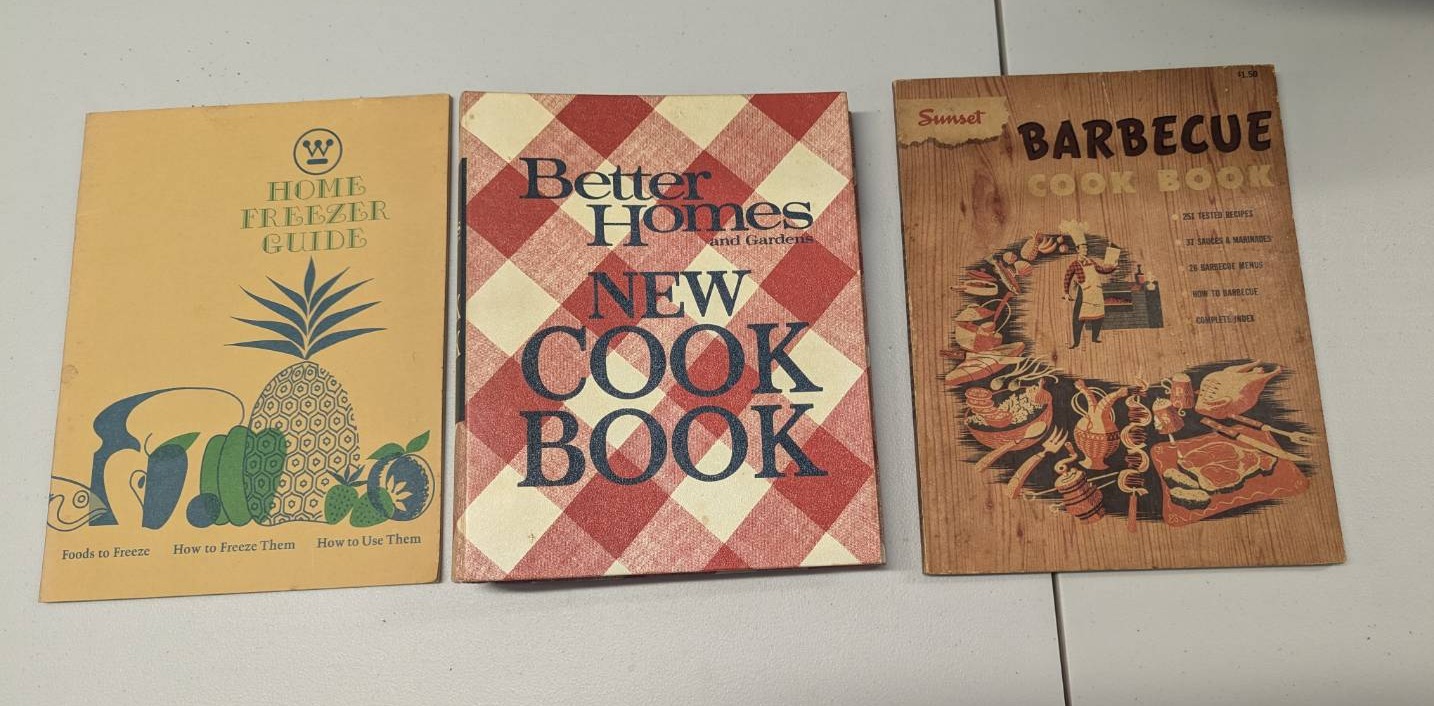 W
HOME
FREEZER
GUIDE
Foods to Freeze How to Freeze Them How to Use Them
Better
Homes
and Gardens
NEW
COOK
BOOK
$1.50
Sunset
BARBECUE
COOK BOOK
251 TESTED RECIPES
37 SAUCES & MARINADES
26 BARBECUE MENUS
HOW TO BARBECUE
COMPLETE INDEX